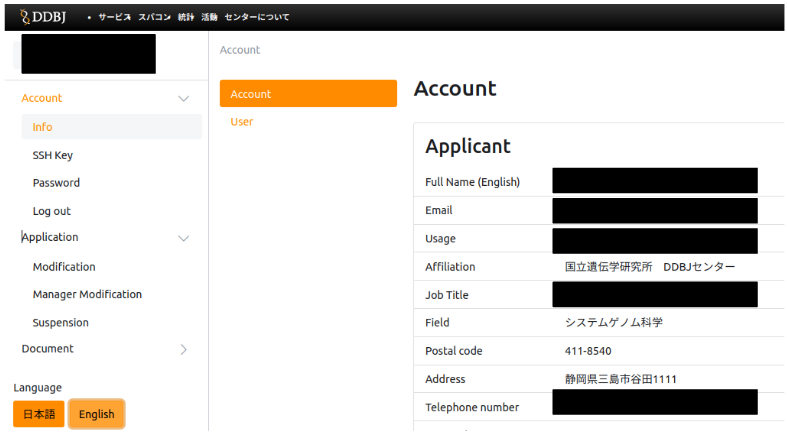 DDBJ • サービス スパコン 統計 活動 センターについて
Account
Account
Info
SSH Key
Password
Log out
Application
Modification
Manager Modification
Suspension
Document
Language
日本語 English
Account
User
Account
Applicant
Full Name (English)
Email
Usage
Affiliation 国立遺伝学研究所 DDBJセンター
Job Title
Field システムゲノム科学
Postal code 411-8540
Address 静岡県三島市谷田1111
Telephone number